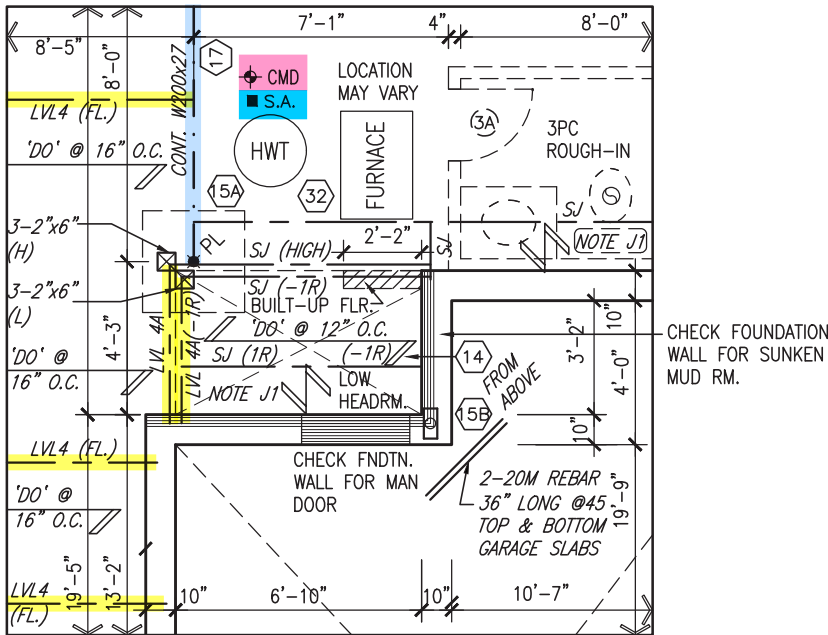 7'-1"
4"
8'-0"
8'-5"
8'-0"
17
CMD
S.A.
LOCATION
MAY VARY
CONT. W200x27
LVL4 (FL.)
'DO' @ 16" O.C.
HWT
FURNACE
3A
3PC
ROUGH-IN
15A
32
3-2"x6"
(H)
PL
SJ (HIGH)
2'-2"
SJ
SJ
NOTE J1
3-2"x6"
(L)
SJ (-1R)
BUILT-UP FLR.
LVL 4A
LVL 4A(-1R)
4'-3"
'DO' @ 12" O.C.
'DO' @
16" O.C.
SJ (1R)
(-1R)
14
NOTE J1
LOW
HEADRM.
15B
FROM
ABOVE
3'-2"
10"
4'-0"
10"
CHECK FOUNDATION
WALL FOR SUNKEN
MUD RM.
LVL4 (FL.)
CHECK FNDTN.
WALL FOR MAN
DOOR
2-20M REBAR
36" LONG @45
TOP & BOTTOM
GARAGE SLABS
19'-9"
'DO' @
16" O.C.
19'-5"
13'-2"
LVL4
(FL.)
10"
6'-10"
10"
10'-7"